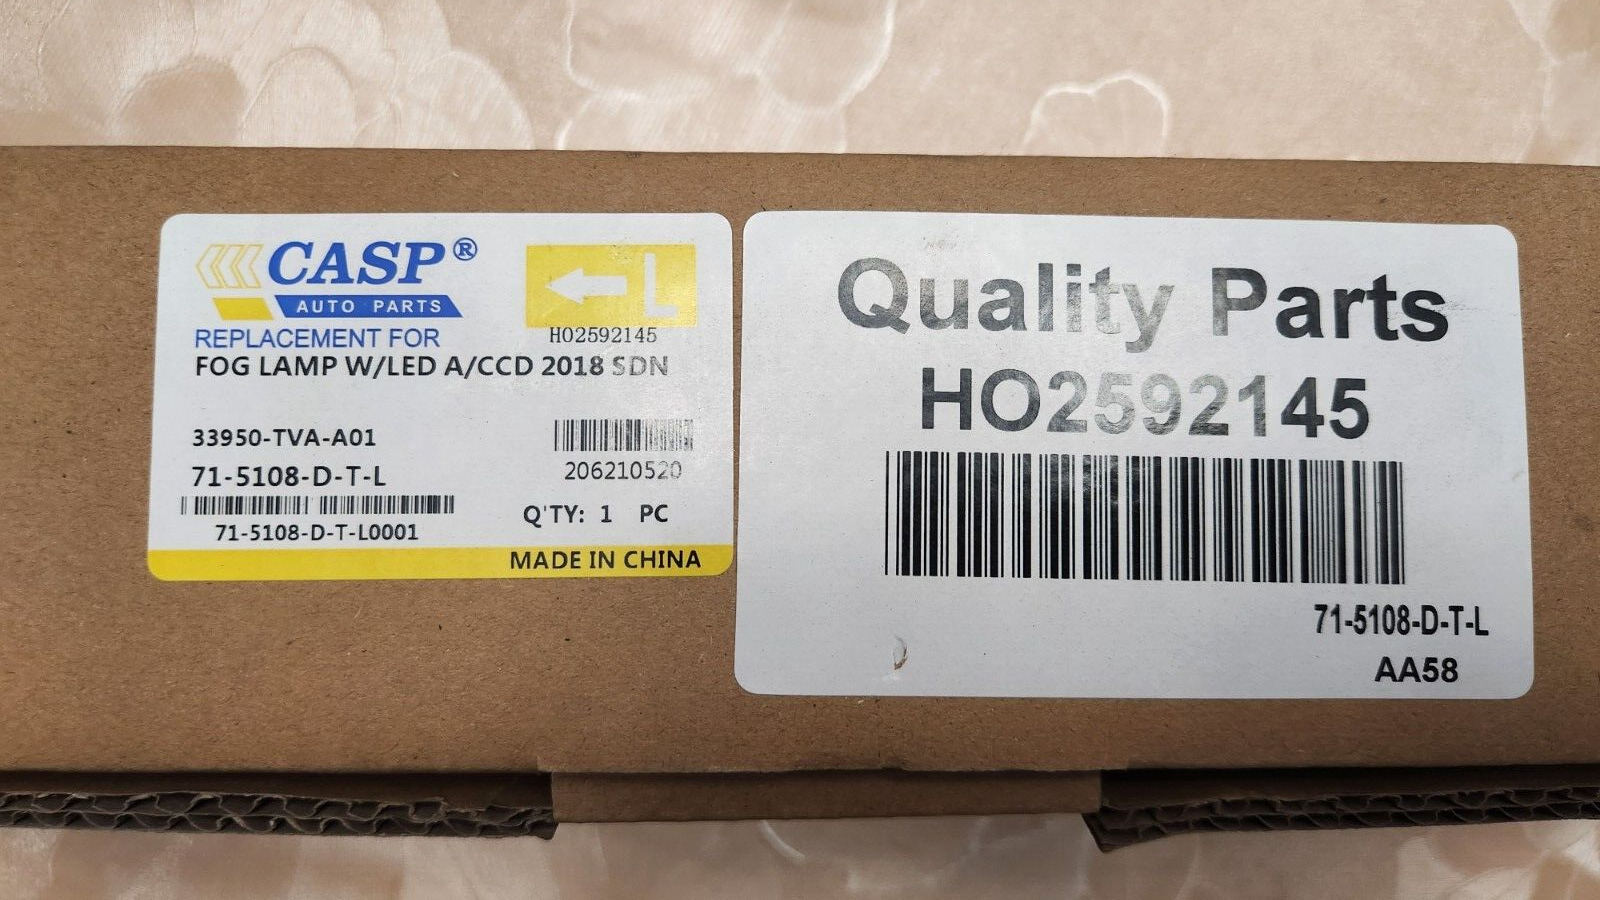 CASP®
AUTO PARTS
L
REPLACEMENT FOR
HO2592145
FOG LAMP W/LED A/CCD 2018 SDN
33950-TVA-A01
71-5108-D-T-L
206210520
71-5108-D-T-L0001
Q'TY: 1 PC
MADE IN CHINA
Quality Parts
HO2592145
71-5108-D-T-L
AA58